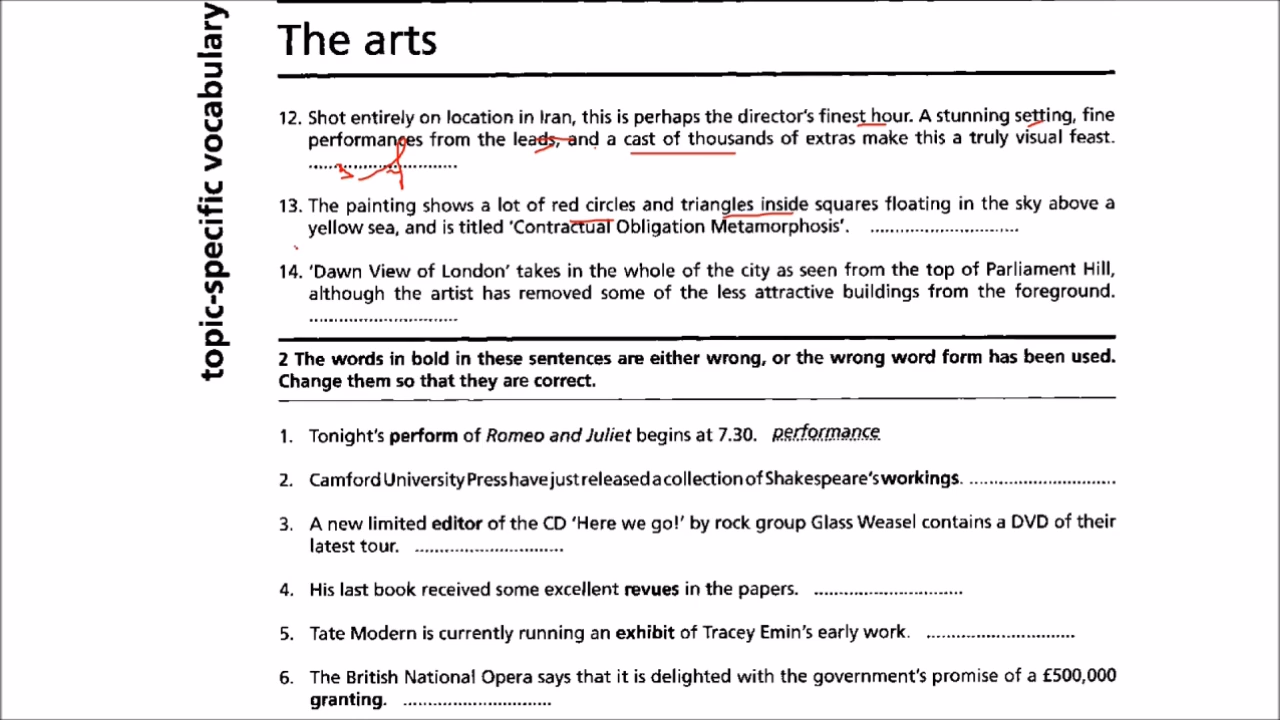 topic-specific vocabulary
The arts
12. Shot entirely on location in Iran, this is perhaps the director's finest hour. A stunning setting, fine
performances from the leads, and a cast of thousands of extras make this a truly visual feast.
..............................
13. The painting shows a lot of red circles and triangles inside squares floating in the sky above a
yellow sea, and is titled 'Contractual Obligation Metamorphosis'. ..............................
14. 'Dawn View of London' takes in the whole of the city as seen from the top of Parliament Hill,
although the artist has removed some of the less attractive buildings from the foreground.
..............................
2 The words in bold in these sentences are either wrong, or the wrong word form has been used.
Change them so that they are correct.
1. Tonight's perform of Romeo and Juliet begins at 7.30. performance
2. Camford University Press have just released a collection of Shakespeare's workings. ..............................
3. A new limited editor of the CD 'Here we go!' by rock group Glass Weasel contains a DVD of their
latest tour. ..............................
4. His last book received some excellent revues in the papers. ..............................
5. Tate Modern is currently running an exhibit of Tracey Emin's early work. ..............................
6. The British National Opera says that it is delighted with the government's promise of a £500,000
granting. ..............................